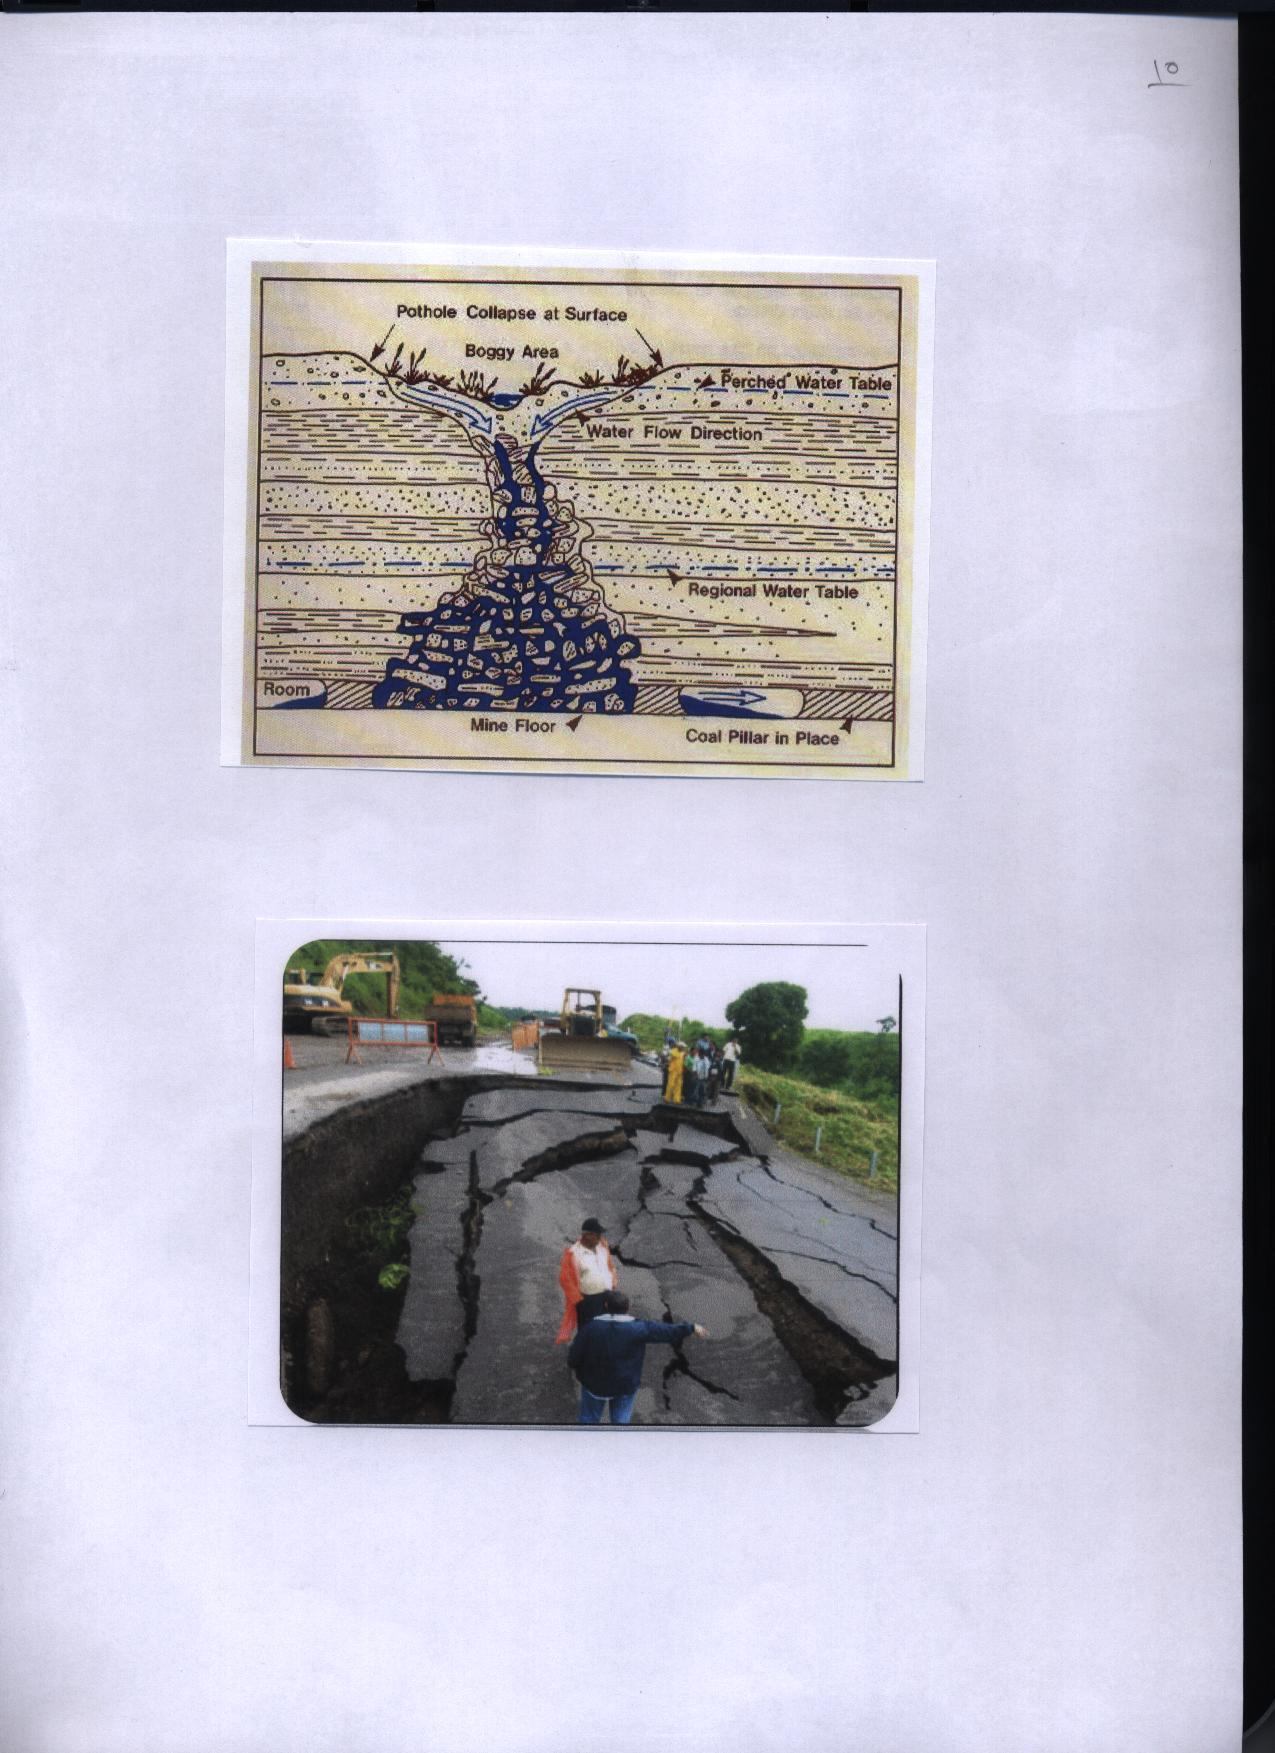 10
Pothole Collapse at Surface
Boggy Area
Perched Water Table
Water Flow Direction
Regional Water Table
Room
Mine Floor
Coal Pillar in Place